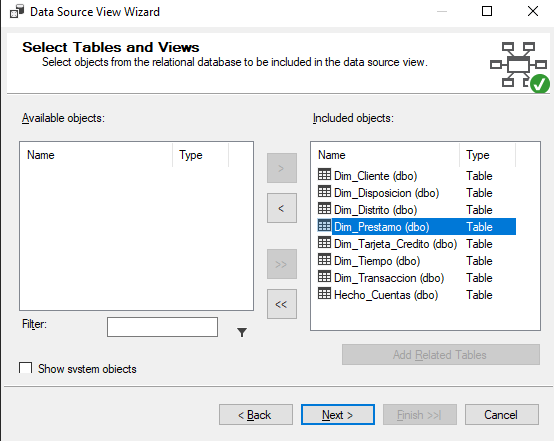 Data Source View Wizard
Select Tables and Views
Select objects from the relational database to be included in the data source view.
Available objects:
Name Type
>
<
>>
<<
Filter:
Show system objects
Included objects:
Name Type
Dim_Cliente (dbo) Table
Dim_Disposicion (dbo) Table
Dim_Distrito (dbo) Table
Dim_Prestamo (dbo) Table
Dim_Tarjeta_Credito (dbo) Table
Dim_Tiempo (dbo) Table
Dim_Transaccion (dbo) Table
Hecho_Cuentas (dbo) Table
Add Related Tables
< Back Next > Finish >>| Cancel